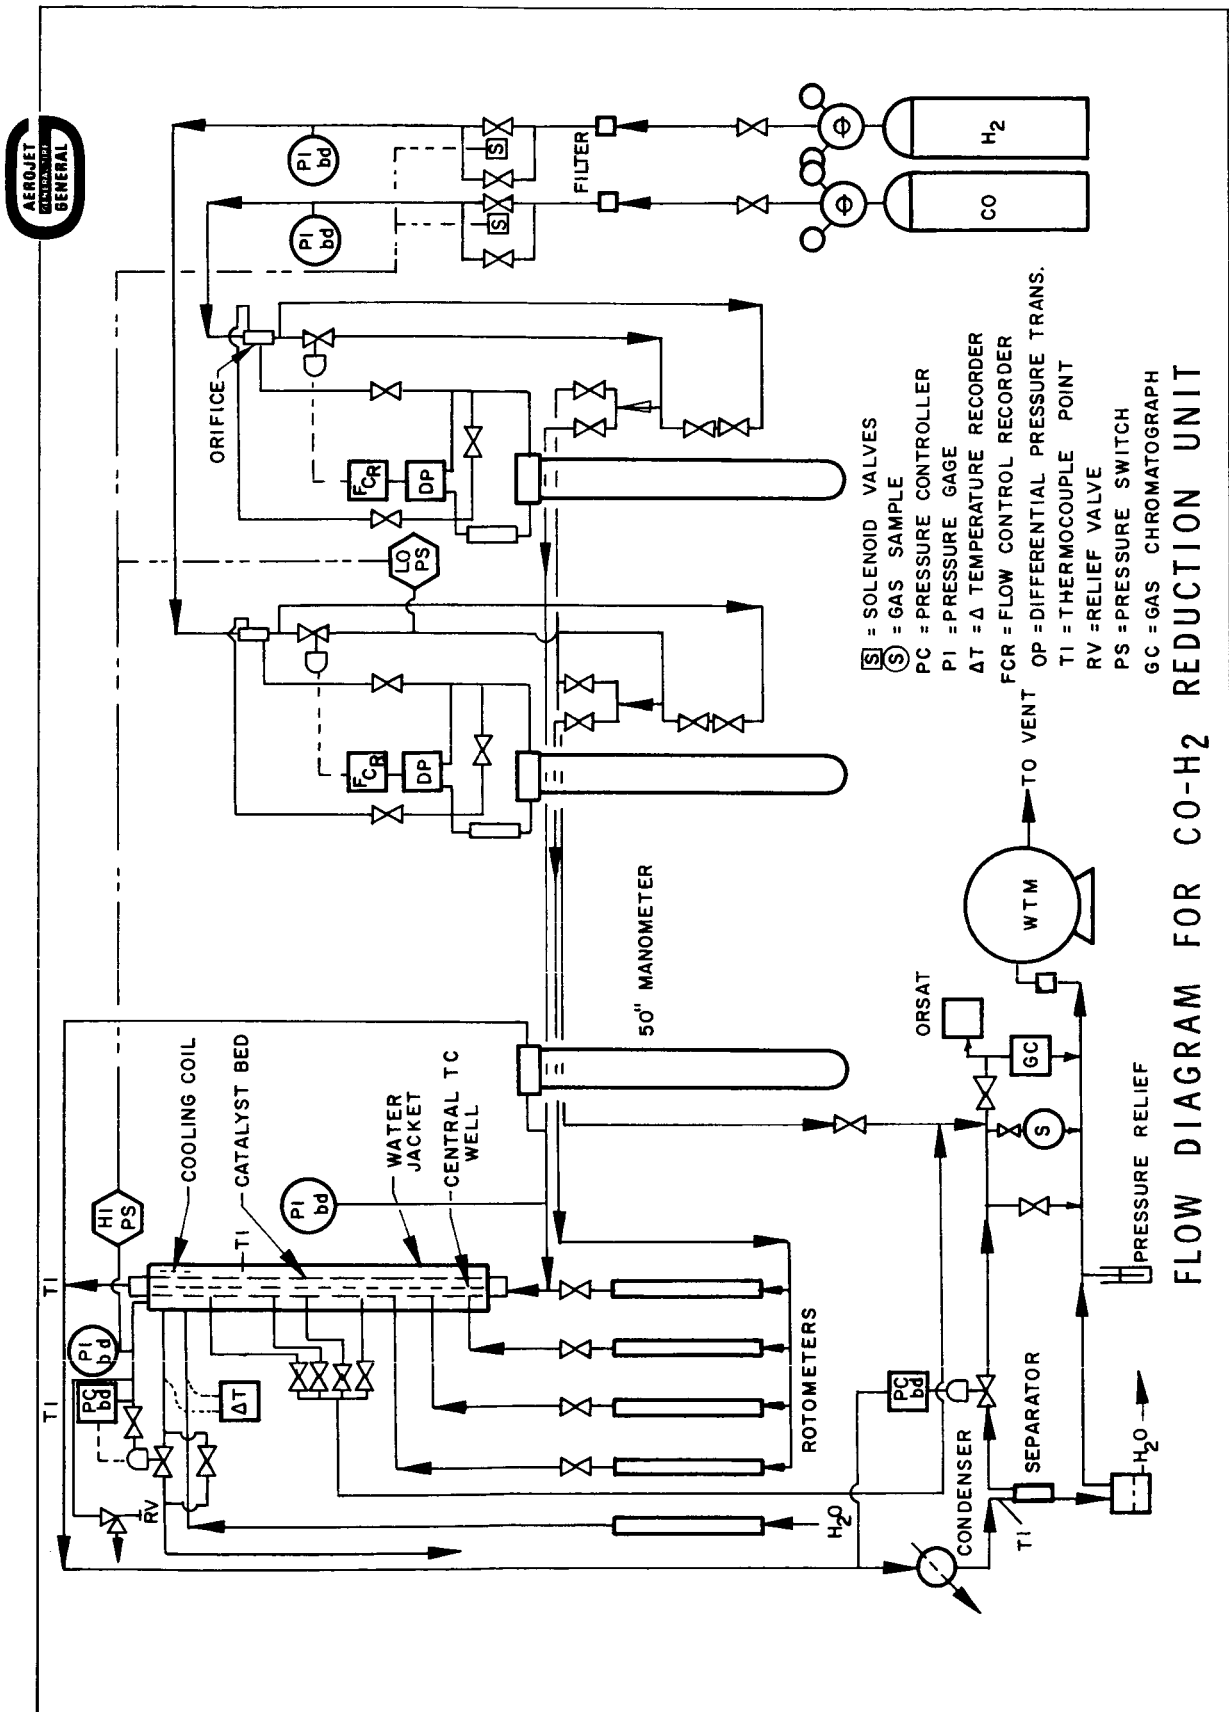 AEROJET
GENERAL
TI
TI
PI
bd
PC
bd
RV
ΔT
HI
PS
COOLING COIL
CATALYST BED
TI
PI
bd
WATER
JACKET
CENTRAL TC
WELL
ROTOMETERS
H2O
50" MANOMETER
FCR
DP
LO
PS
ORIFICE
FCR
DP
PI
bd
PI
bd
S
S
FILTER
CO
H2
PC
bd
CONDENSER
TI
SEPARATOR
H2O
PRESSURE RELIEF
S
GC
ORSAT
WTM
TO VENT
S = SOLENOID VALVES
S = GAS SAMPLE
PC = PRESSURE CONTROLLER
PI = PRESSURE GAGE
ΔT = Δ TEMPERATURE RECORDER
FCR = FLOW CONTROL RECORDER
OP = DIFFERENTIAL PRESSURE TRANS.
TI = THERMOCOUPLE POINT
RV = RELIEF VALVE
PS = PRESSURE SWITCH
GC = GAS CHROMATOGRAPH
FLOW DIAGRAM FOR CO-H2 REDUCTION UNIT